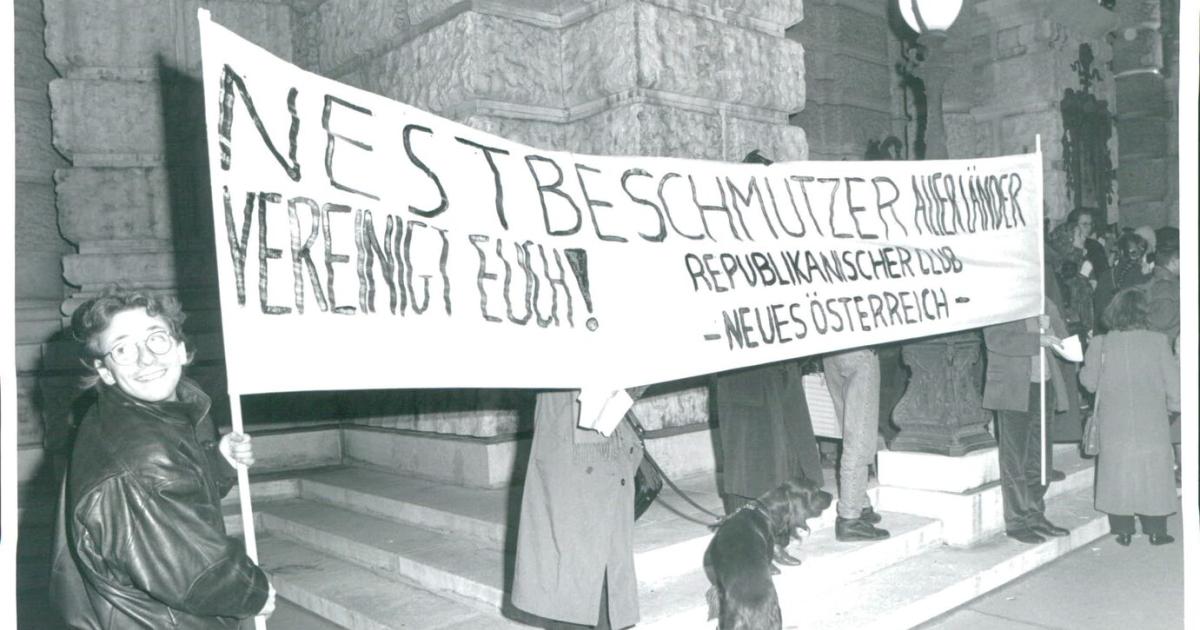 NESTBESCHMUTZER ALLER LÄNDER
VEREINIGT EUCH!
REPUBLIKANISCHER CLUB
- NEUES ÖSTERREICH -